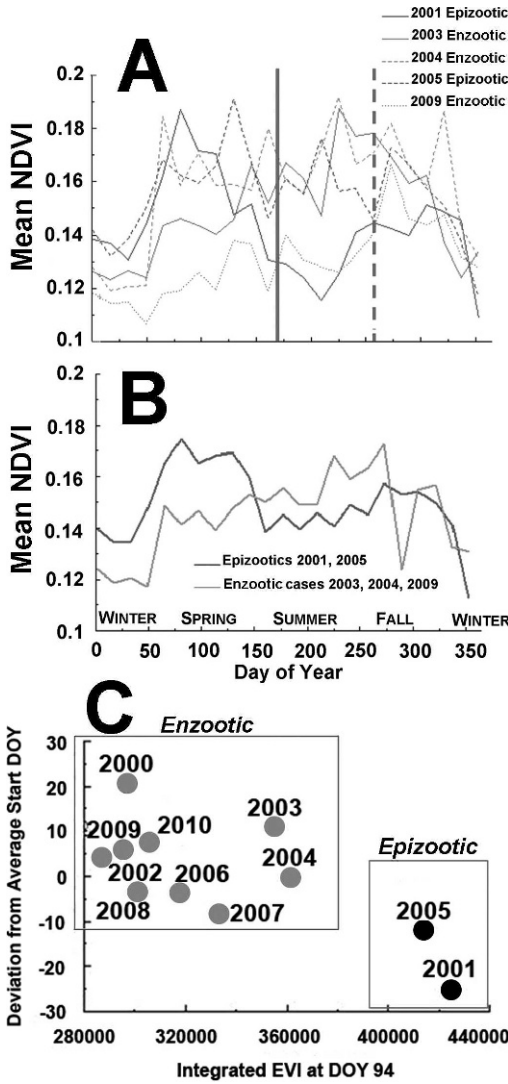 A
2001 Epizootic
2003 Enzootic
2004 Enzootic
2005 Epizootic
2009 Enzootic
Mean NDVI
0.2
0.18
0.16
0.14
0.12
0.1
B
Mean NDVI
0.2
0.18
0.16
0.14
0.12
0.1
Epizootics 2001, 2005
Enzootic cases 2003, 2004, 2009
WINTER SPRING SUMMER FALL WINTER
0 50 100 150 200 250 300 350
Day of Year
C
Enzootic
Epizootic
Deviation from Average Start DOY
30
20
10
0
-10
-20
-30
2000
2009
2010
2003
2002
2006
2004
2008
2007
2005
2001
280000 320000 360000 400000 440000
Integrated EVI at DOY 94